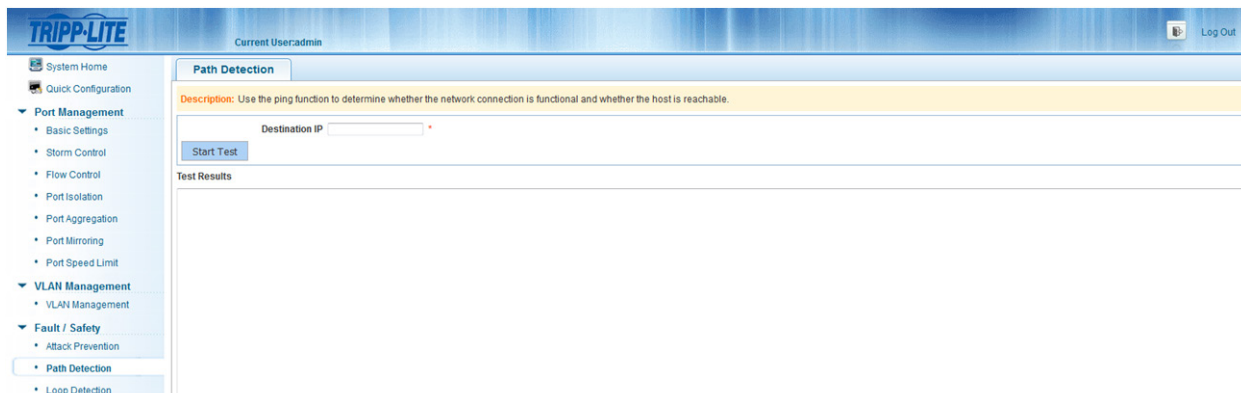 TRIPP·LITE
Current User:admin
Log Out
System Home
Quick Configuration
Port Management
Basic Settings
Storm Control
Flow Control
Port Isolation
Port Aggregation
Port Mirroring
Port Speed Limit
VLAN Management
VLAN Management
Fault / Safety
Attack Prevention
Path Detection
Loop Detection
Path Detection
Description: Use the ping function to determine whether the network connection is functional and whether the host is reachable.
Destination IP *
Start Test
Test Results